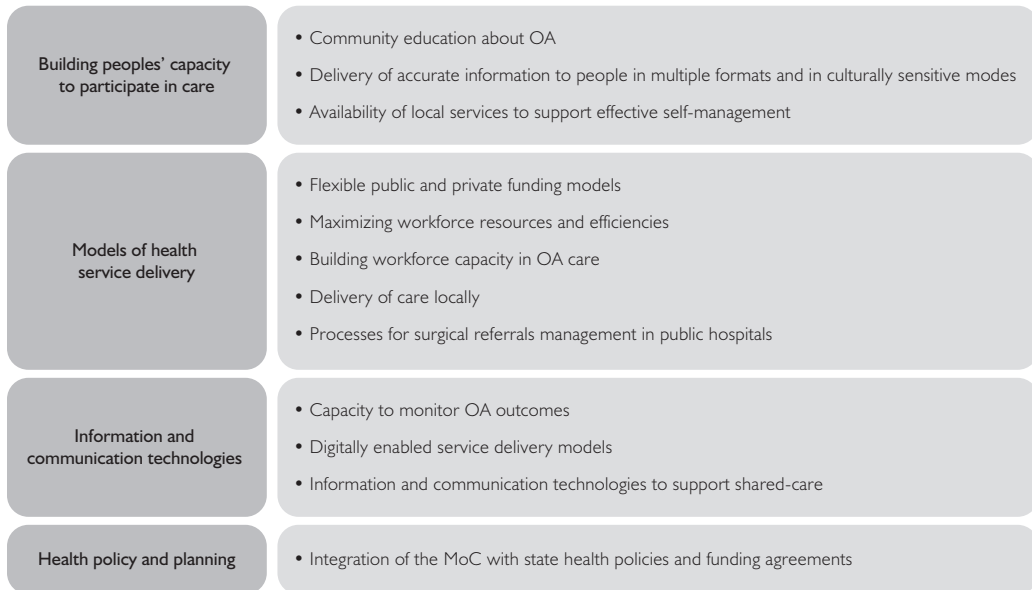 Building peoples’ capacity
to participate in care
• Community education about OA
• Delivery of accurate information to people in multiple formats and in culturally sensitive modes
• Availability of local services to support effective self-management
Models of health
service delivery
• Flexible public and private funding models
• Maximizing workforce resources and efficiencies
• Building workforce capacity in OA care
• Delivery of care locally
• Processes for surgical referrals management in public hospitals
Information and
communication technologies
• Capacity to monitor OA outcomes
• Digitally enabled service delivery models
• Information and communication technologies to support shared-care
Health policy and planning
• Integration of the MoC with state health policies and funding agreements